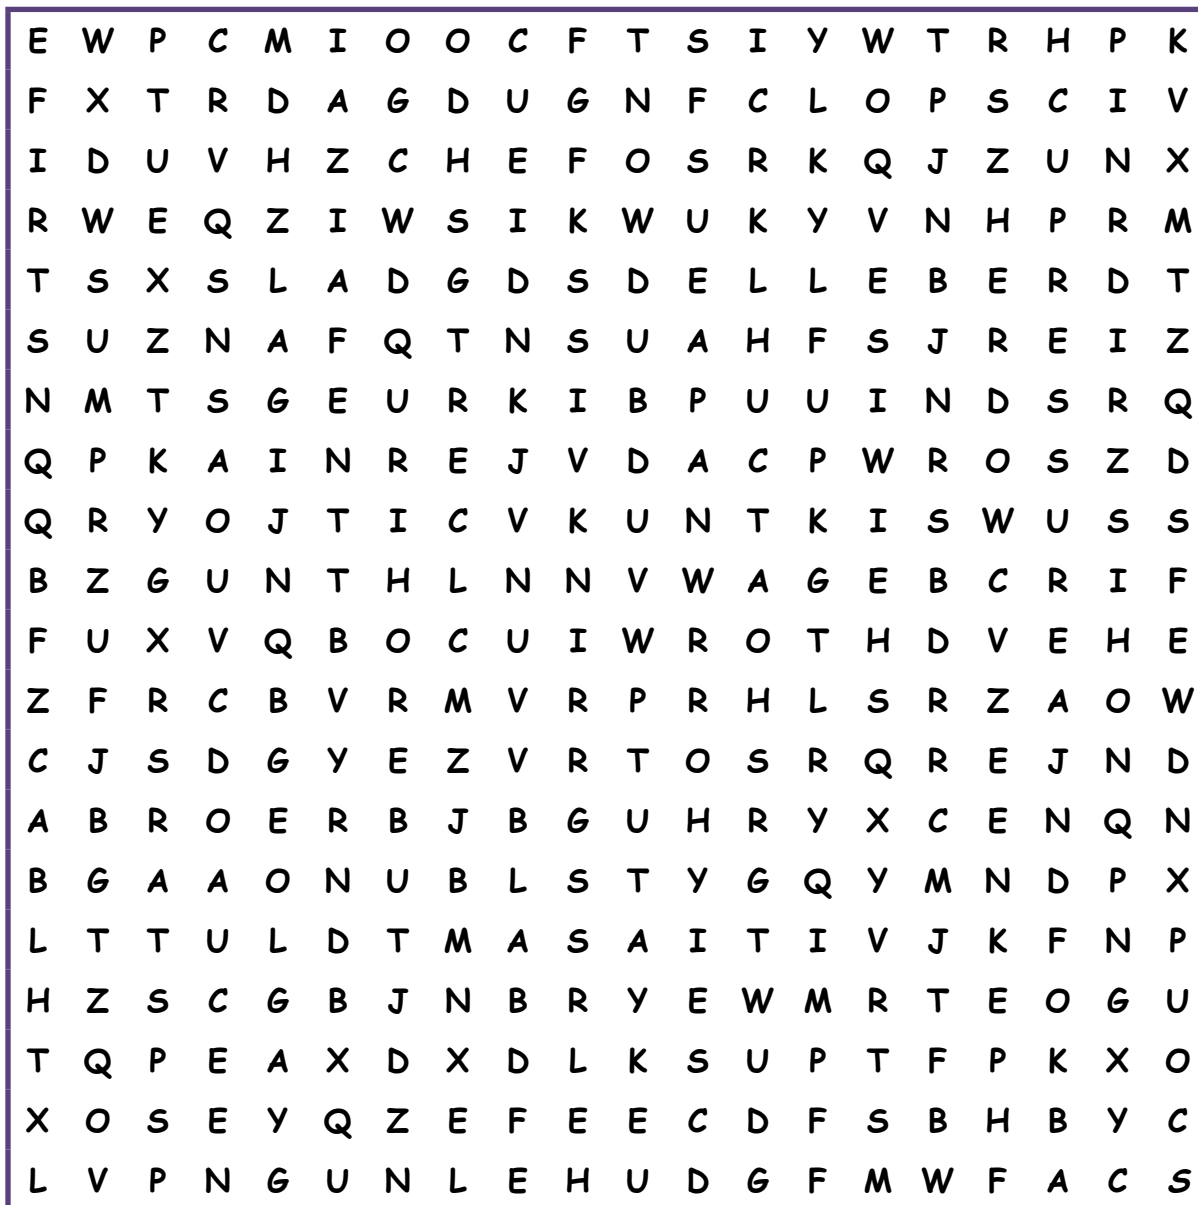 E W P C M I O O C F T S I Y W T R H P K
F X T R D A G D U G N F C L O P S C I V
I D U V H Z C H E F O S R K Q J Z U N X
R W E Q Z I W S I K W U K Y V N H P R M
T S X S L A D G D S D E L L E B E R D T
S U Z N A F Q T N S U A H F S J R E I Z
N M T S G E U R K I B P U U I N D S R Q
Q P K A I N R E J V D A C P W R O S Z D
Q R Y O J T I C V K U N T K I S W U S S
B Z G U N T H L N N V W A G E B C R I F
F U X V Q B O C U I W R O T H D V E H E
Z F R C B V R M V R P R H L S R Z A O W
C J S D G Y E Z V R T O S R Q R E J N D
A B R O E R B J B G U H R Y X C E N Q N
B G A A O N U B L S T Y G Q Y M N D P X
L T T U L D T M A S A I T I V J K F N P
H Z S C G B J N B R Y E W M R T E O G U
T Q P E A X D X D L K S U P T F P K X O
X O S E Y Q Z E F E E C D F S B H B Y C
L V P N G U N L E H U D G F M W F A C S